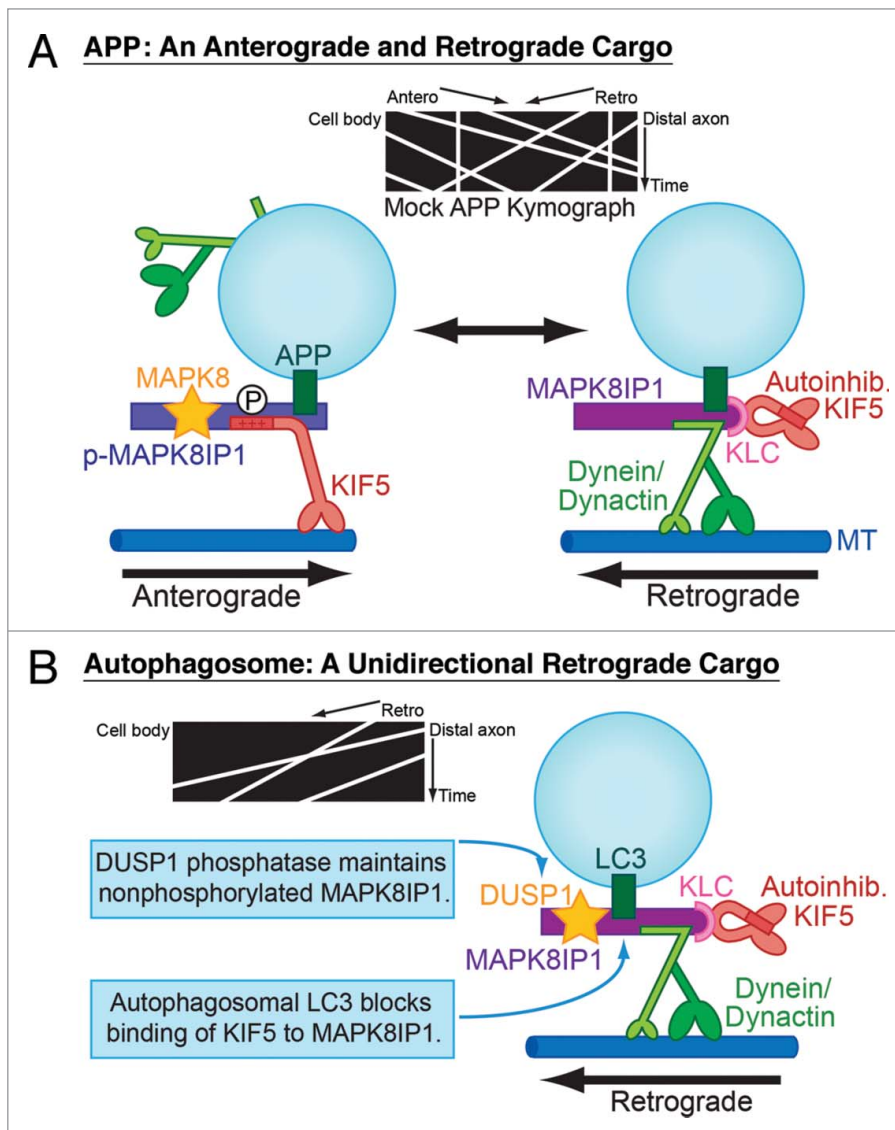 A APP: An Anterograde and Retrograde Cargo
Antero Retro
Cell body Distal axon
Time
Mock APP Kymograph
APP
MAPK8
P
+++
p-MAPK8IP1
KIF5
Anterograde
MAPK8IP1
Autoinhib.
KIF5
KLC
Dynein/
Dynactin
MT
Retrograde
B Autophagosome: A Unidirectional Retrograde Cargo
Retro
Cell body Distal axon
Time
DUSP1 phosphatase maintains
nonphosphorylated MAPK8IP1.
LC3
DUSP1
KLC
Autoinhib.
KIF5
MAPK8IP1
Autophagosomal LC3 blocks
binding of KIF5 to MAPK8IP1.
Dynein/
Dynactin
Retrograde